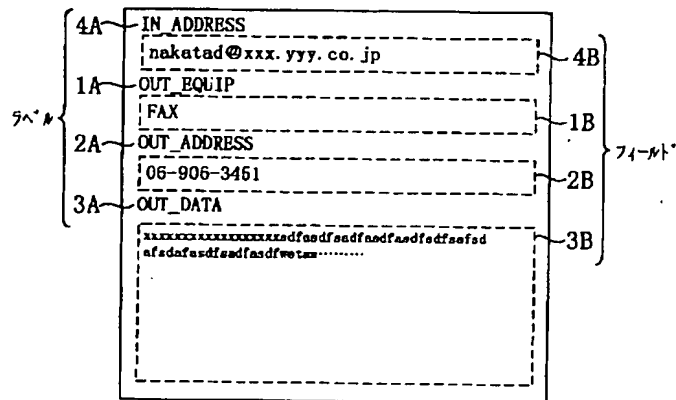 4A IN_ADDRESS
nakatad@xxx.yyy.co.jp 4B
1A OUT_EQUIP
FAX 1B
ラベル フィールド
2A OUT_ADDRESS
06-906-3451 2B
3A OUT_DATA
3B